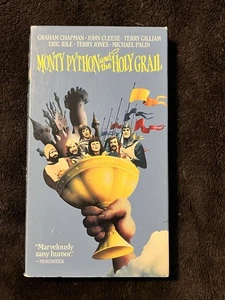 GRAHAM CHAPMAN · JOHN CLEESE · TERRY GILLIAM
ERIC IDLE · TERRY JONES · MICHAEL PALIN
MONTY PYTHON and the HOLY GRAIL
"Marvelously
zany humor."
– NEWSWEEK